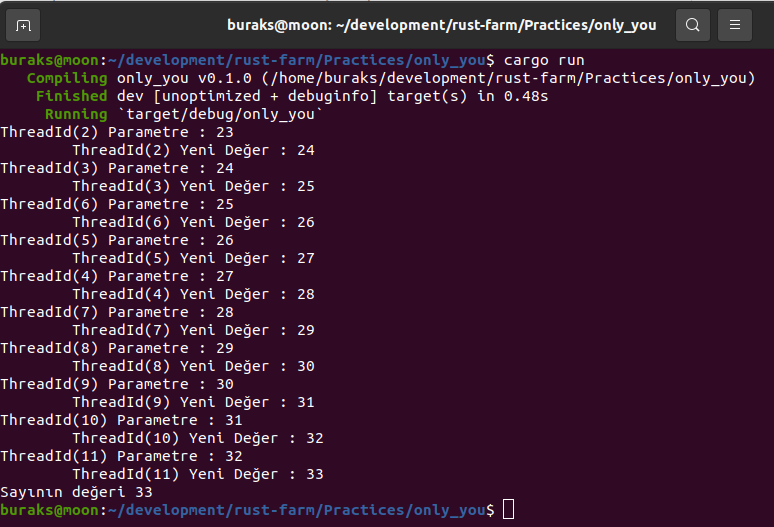 buraks@moon: ~/development/rust-farm/Practices/only_you
buraks@moon:~/development/rust-farm/Practices/only_you$ cargo run
   Compiling only_you v0.1.0 (/home/buraks/development/rust-farm/Practices/only_you)
    Finished dev [unoptimized + debuginfo] target(s) in 0.48s
     Running `target/debug/only_you`
ThreadId(2) Parametre : 23
        ThreadId(2) Yeni Değer : 24
ThreadId(3) Parametre : 24
        ThreadId(3) Yeni Değer : 25
ThreadId(6) Parametre : 25
        ThreadId(6) Yeni Değer : 26
ThreadId(5) Parametre : 26
        ThreadId(5) Yeni Değer : 27
ThreadId(4) Parametre : 27
        ThreadId(4) Yeni Değer : 28
ThreadId(7) Parametre : 28
        ThreadId(7) Yeni Değer : 29
ThreadId(8) Parametre : 29
        ThreadId(8) Yeni Değer : 30
ThreadId(9) Parametre : 30
        ThreadId(9) Yeni Değer : 31
ThreadId(10) Parametre : 31
        ThreadId(10) Yeni Değer : 32
ThreadId(11) Parametre : 32
        ThreadId(11) Yeni Değer : 33
Sayının değeri 33
buraks@moon:~/development/rust-farm/Practices/only_you$